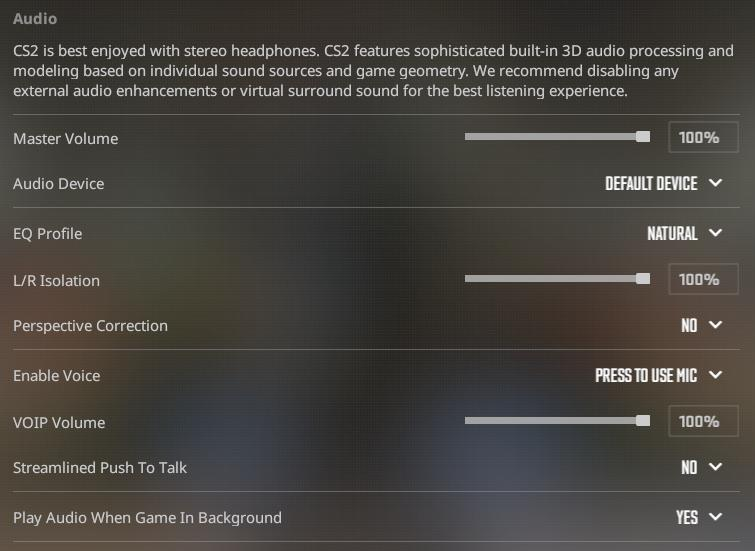 Audio
CS2 is best enjoyed with stereo headphones. CS2 features sophisticated built-in 3D audio processing and
modeling based on individual sound sources and game geometry. We recommend disabling any
external audio enhancements or virtual surround sound for the best listening experience.
Master Volume 100%
Audio Device DEFAULT DEVICE
EQ Profile NATURAL
L/R Isolation 100%
Perspective Correction NO
Enable Voice PRESS TO USE MIC
VOIP Volume 100%
Streamlined Push To Talk NO
Play Audio When Game In Background YES